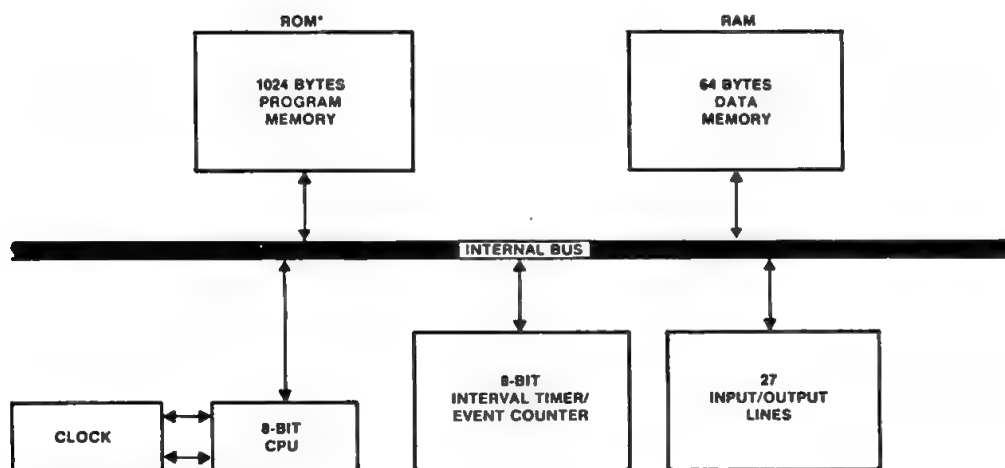 ROM*
RAM
1024 BYTES
PROGRAM
MEMORY
64 BYTES
DATA
MEMORY
INTERNAL BUS
CLOCK
8-BIT
CPU
8-BIT
INTERVAL TIMER/
EVENT COUNTER
27
INPUT/OUTPUT
LINES